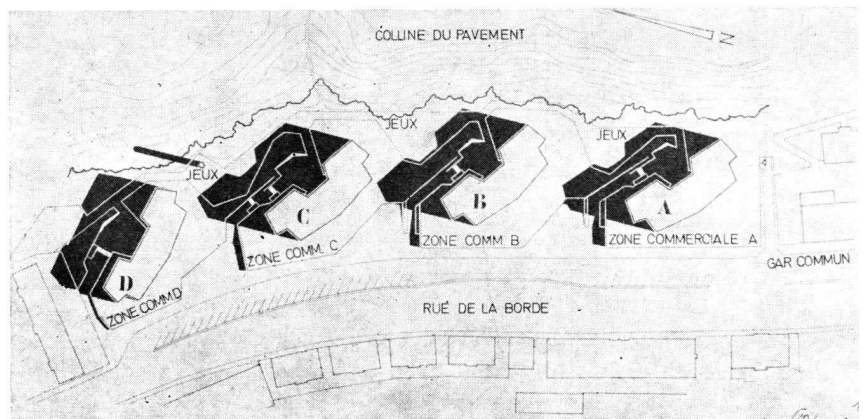 COLLINE DU PAVEMENT
N
JEUX
JEUX
JEUX
A
B
C
D
ZONE COMMERCIALE A
ZONE COMM. B
ZONE COMM. C
ZONE COMM.D
GAR COMMUN
RUE DE LA BORDE